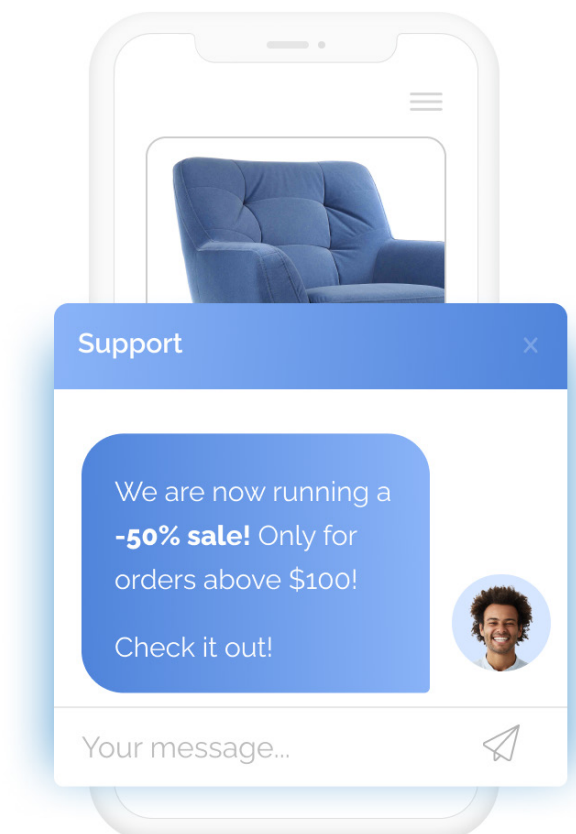 Support
x
We are now running a
-50% sale! Only for
orders above $100!
Check it out!
Your message...